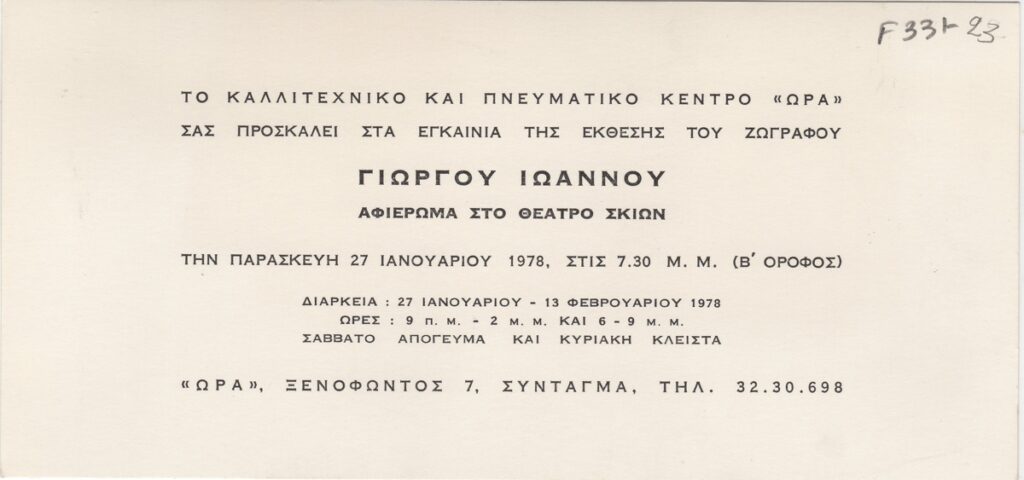 F33+23
ΤΟ ΚΑΛΛΙΤΕΧΝΙΚΟ ΚΑΙ ΠΝΕΥΜΑΤΙΚΟ ΚΕΝΤΡΟ «ΩΡΑ»
ΣΑΣ ΠΡΟΣΚΑΛΕΙ ΣΤΑ ΕΓΚΑΙΝΙΑ ΤΗΣ ΕΚΘΕΣΗΣ ΤΟΥ ΖΩΓΡΑΦΟΥ
ΓΙΩΡΓΟΥ ΙΩΑΝΝΟΥ
ΑΦΙΕΡΩΜΑ ΣΤΟ ΘΕΑΤΡΟ ΣΚΙΩΝ
ΤΗΝ ΠΑΡΑΣΚΕΥΗ 27 ΙΑΝΟΥΑΡΙΟΥ 1978, ΣΤΙΣ 7.30 Μ. Μ. (Β΄ ΟΡΟΦΟΣ)
ΔΙΑΡΚΕΙΑ : 27 ΙΑΝΟΥΑΡΙΟΥ - 13 ΦΕΒΡΟΥΑΡΙΟΥ 1978
ΩΡΕΣ : 9 π. μ. - 2 μ. μ. ΚΑΙ 6 - 9 μ. μ.
ΣΑΒΒΑΤΟ ΑΠΟΓΕΥΜΑ ΚΑΙ ΚΥΡΙΑΚΗ ΚΛΕΙΣΤΑ
«ΩΡΑ», ΞΕΝΟΦΩΝΤΟΣ 7, ΣΥΝΤΑΓΜΑ, ΤΗΛ. 32.30.698